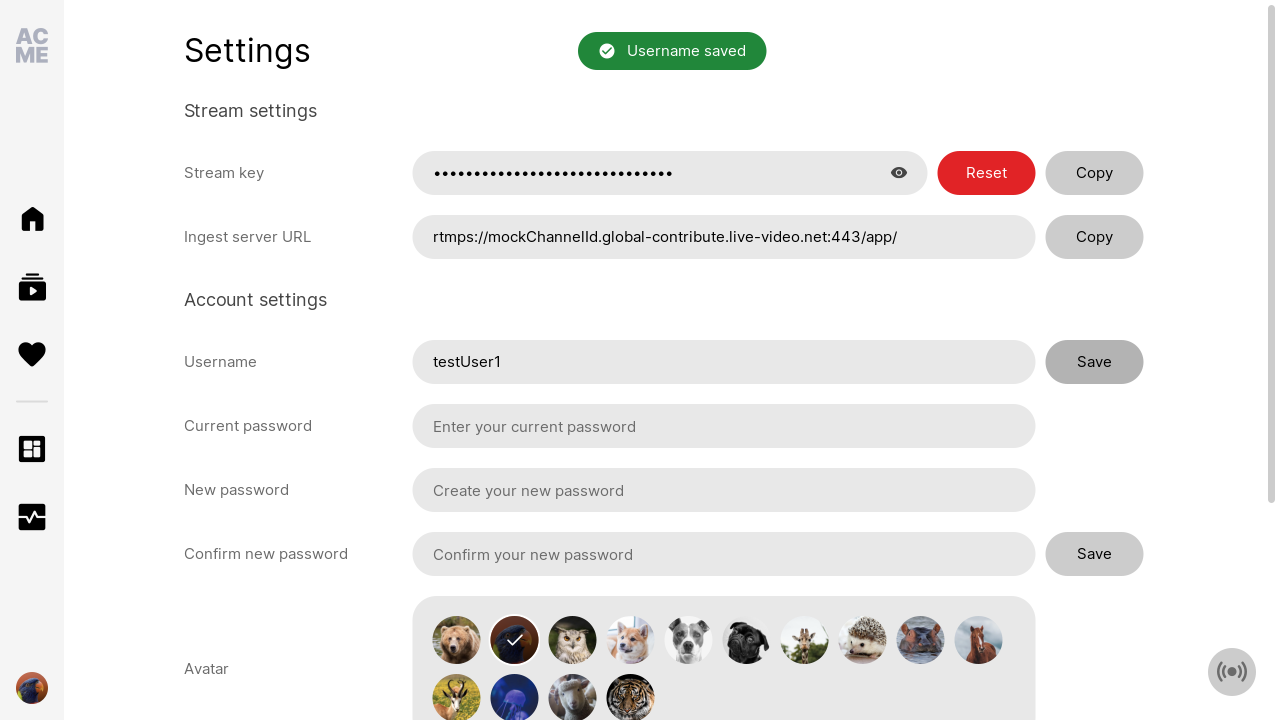 AC
ME
Settings
Username saved
Stream settings
Stream key
••••••••••••••••••••••••••••••
Reset
Copy
Ingest server URL
rtmps://mockChannelId.global-contribute.live-video.net:443/app/
Copy
Account settings
Username
testUser1
Save
Current password
Enter your current password
New password
Create your new password
Confirm new password
Confirm your new password
Save
Avatar